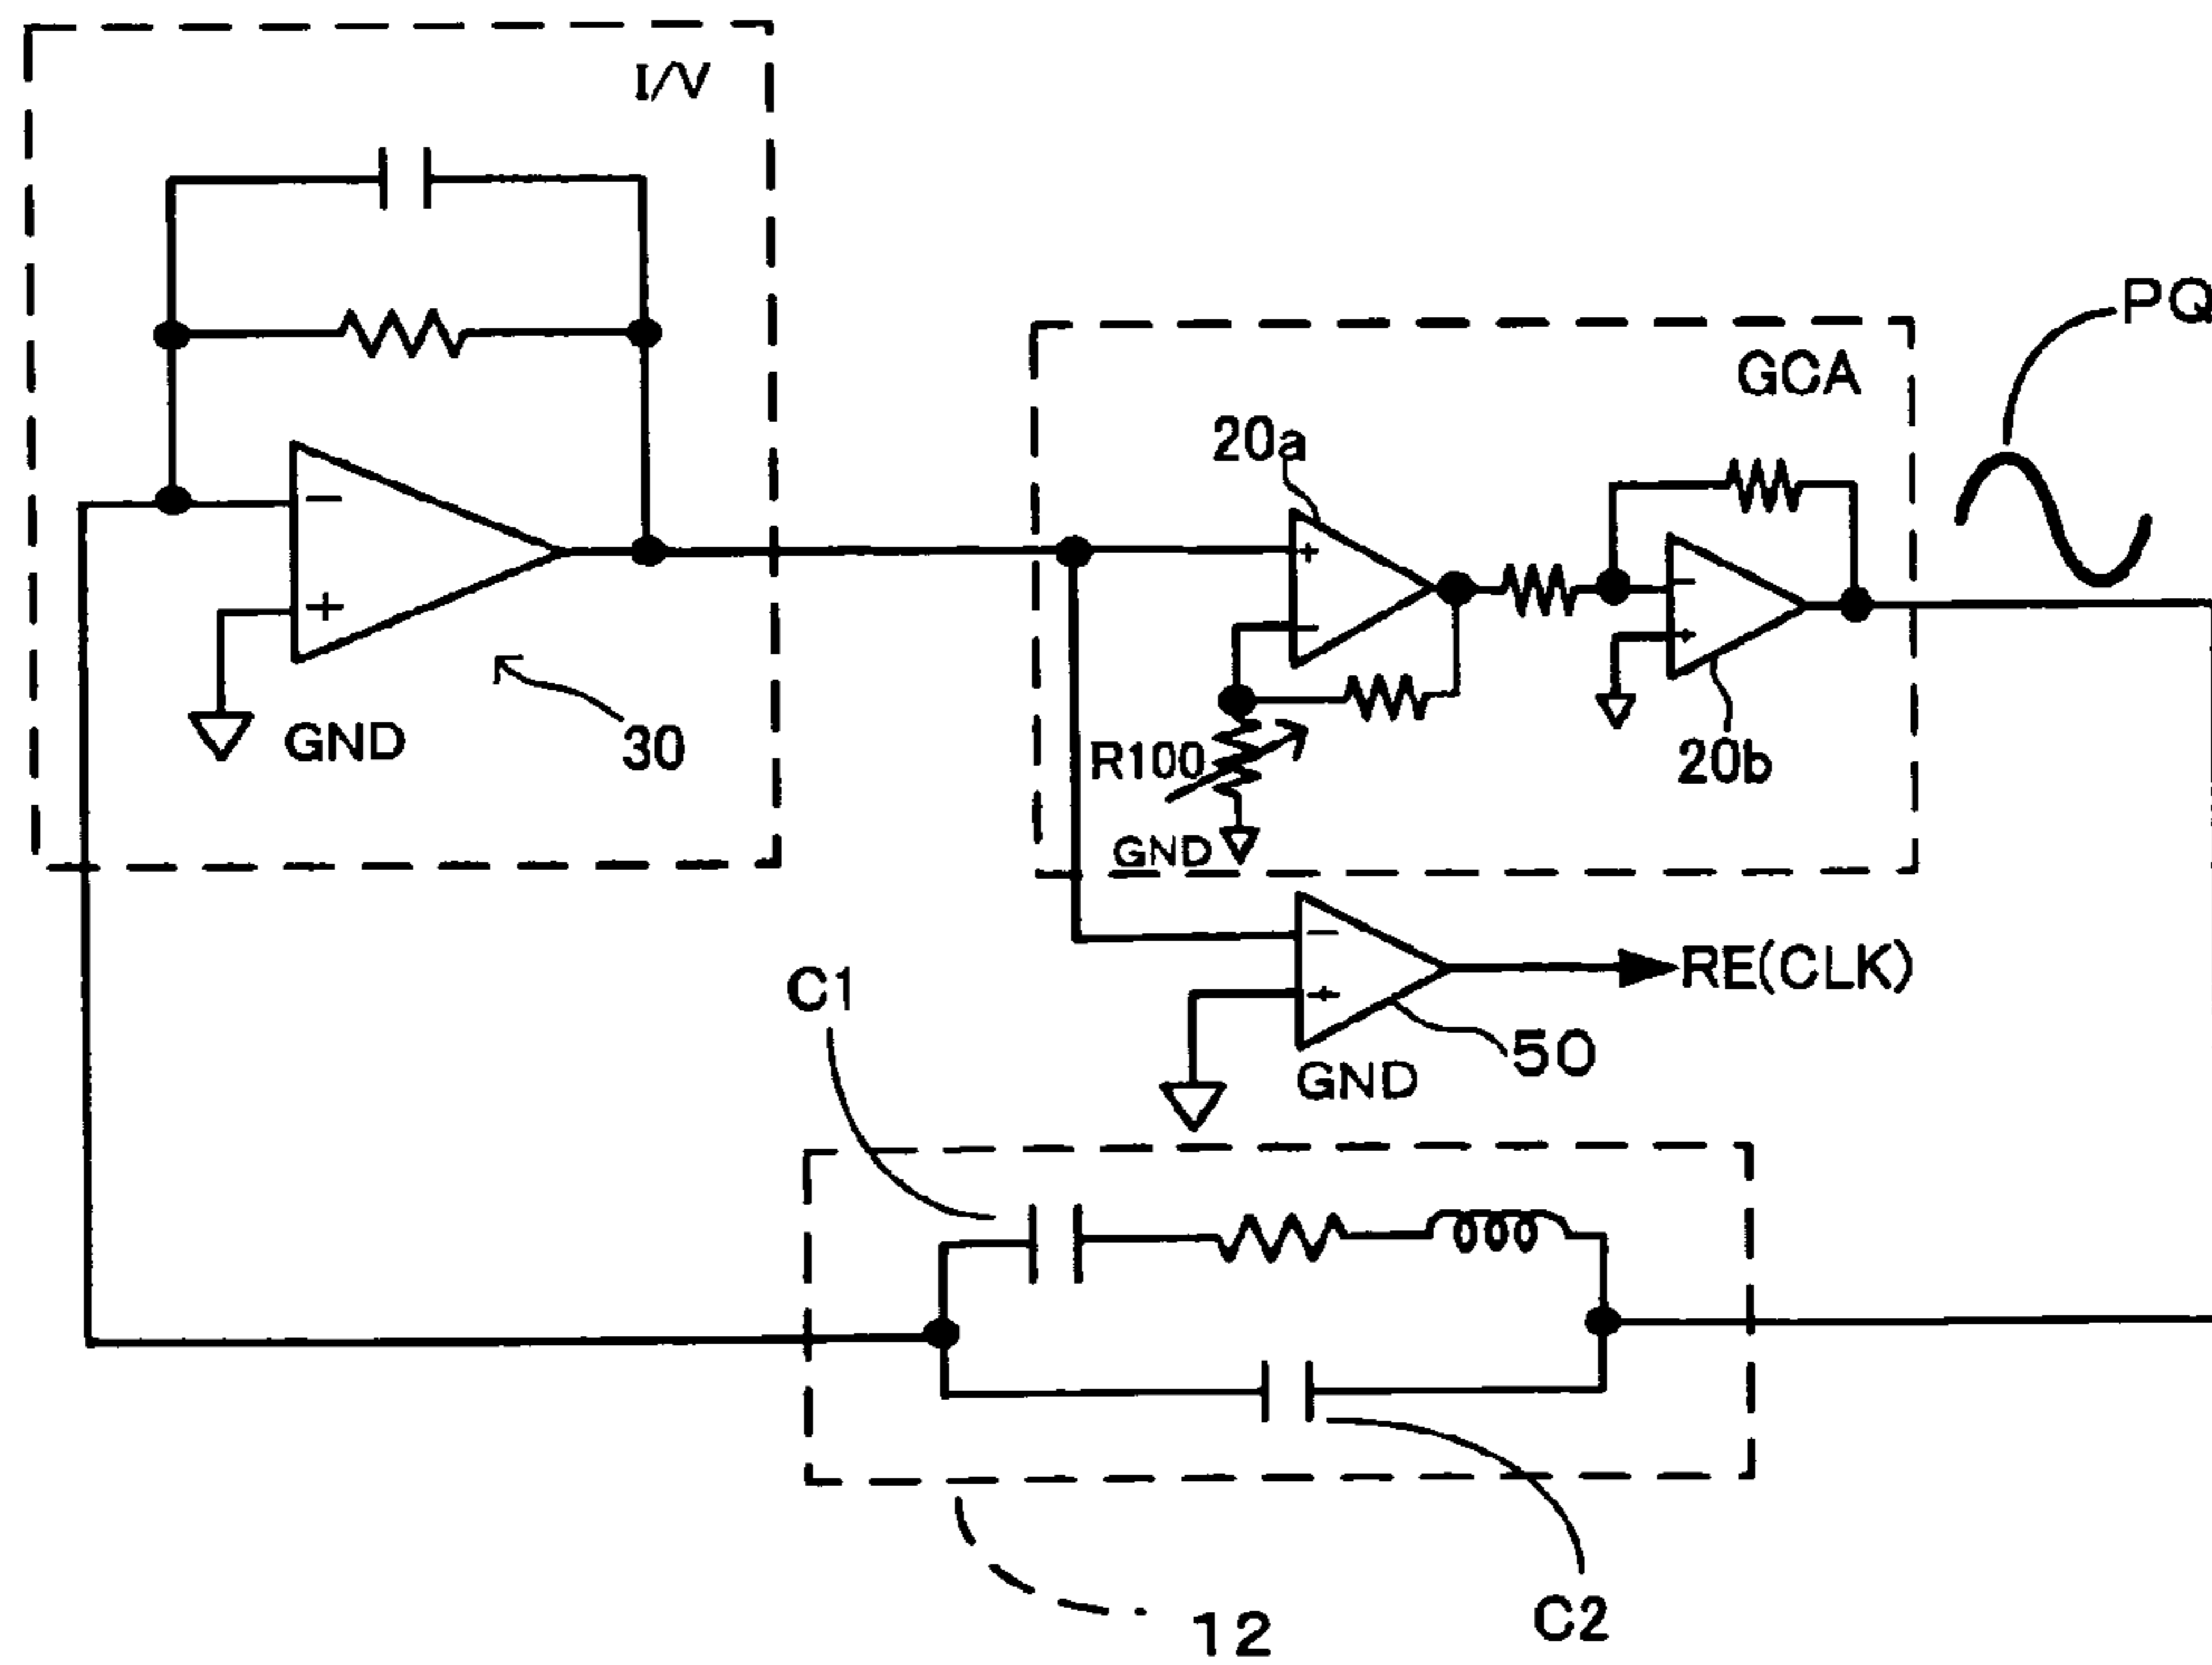 I/V
PQ
GCA
20a
GND
30
R100
20b
GND
C1
RE(CLK)
50
GND
12
C2